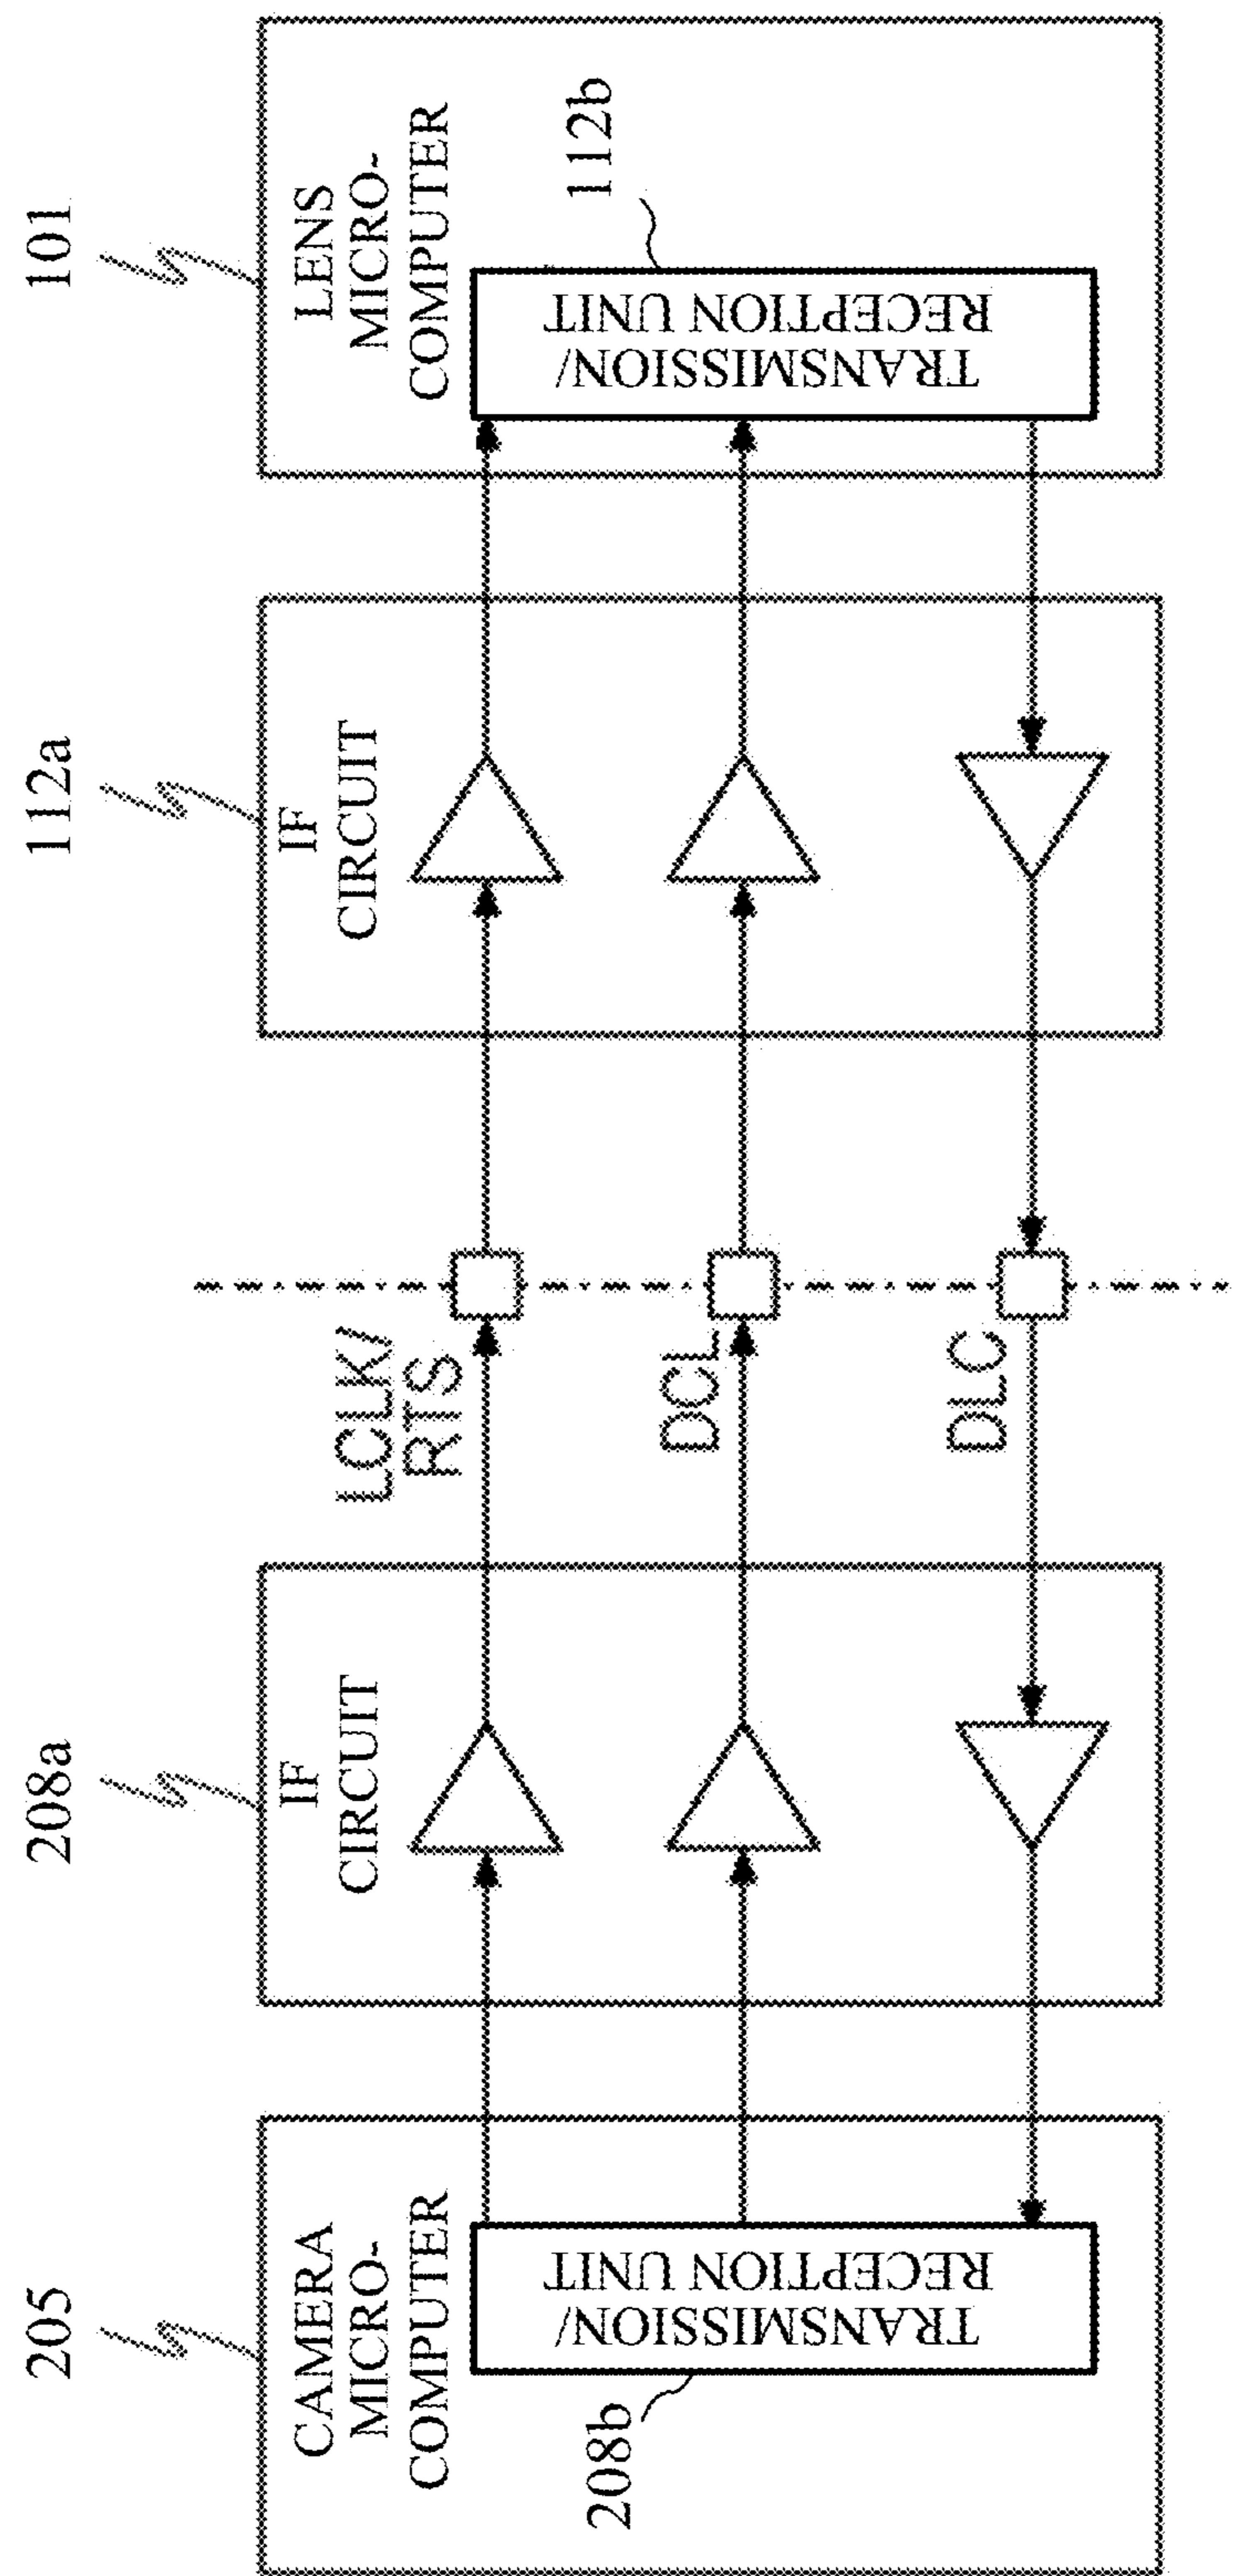 205
208a
112a
101
CAMERA
MICRO-
COMPUTER
TRANSMISSION/
RECEPTION UNIT
208b
IF
CIRCUIT
LCLK/
RTS
DCL
DLC
IF
CIRCUIT
LENS
MICRO-
COMPUTER
TRANSMISSION/
RECEPTION UNIT
112b